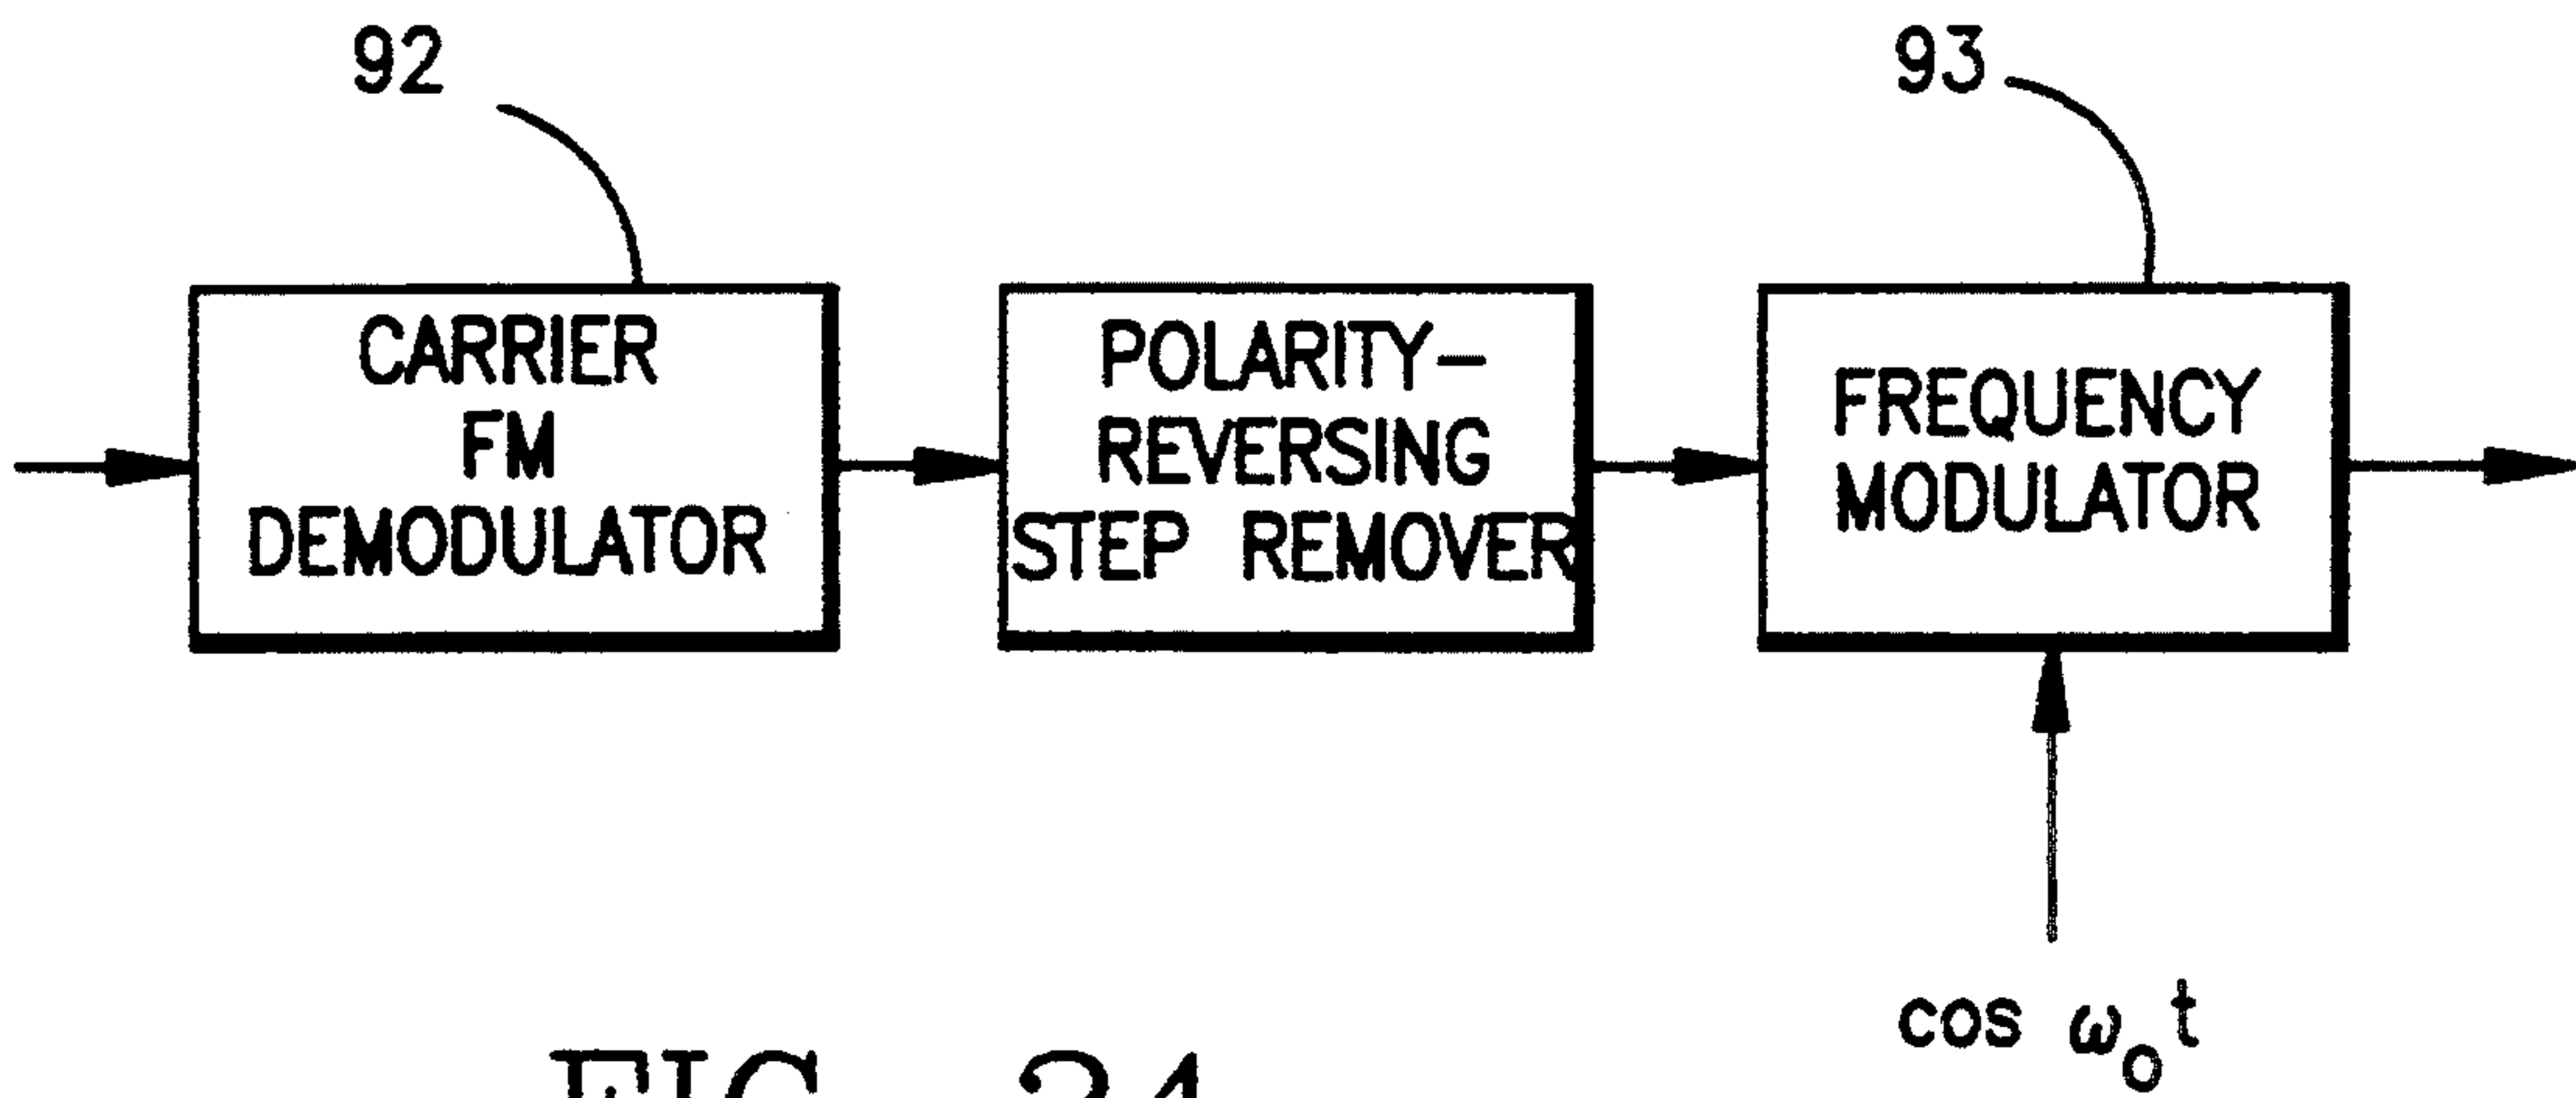 92
93
CARRIER
FM
DEMODULATOR
POLARITY-
REVERSING
STEP REMOVER
FREQUENCY
MODULATOR
cos ω₀t